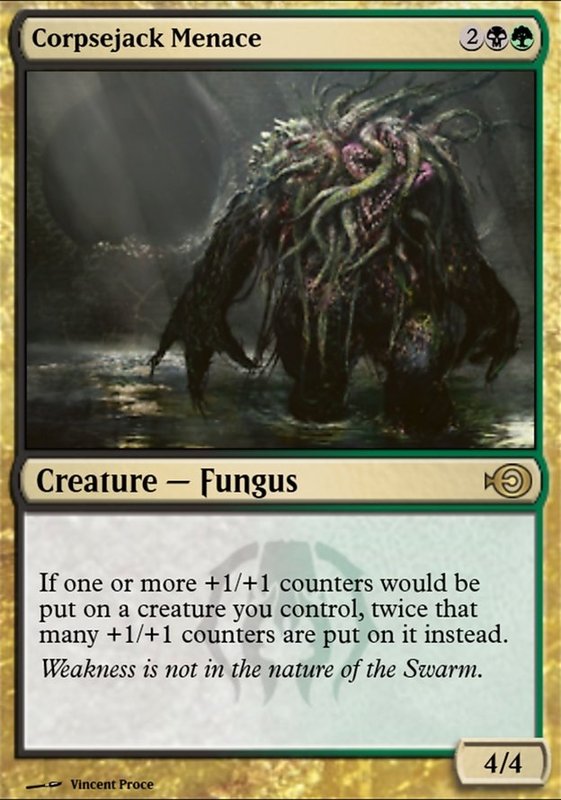 Corpsejack Menace 2
Creature — Fungus
If one or more +1/+1 counters would be
put on a creature you control, twice that
many +1/+1 counters are put on it instead.
Weakness is not in the nature of the Swarm.
4/4
Vincent Proce